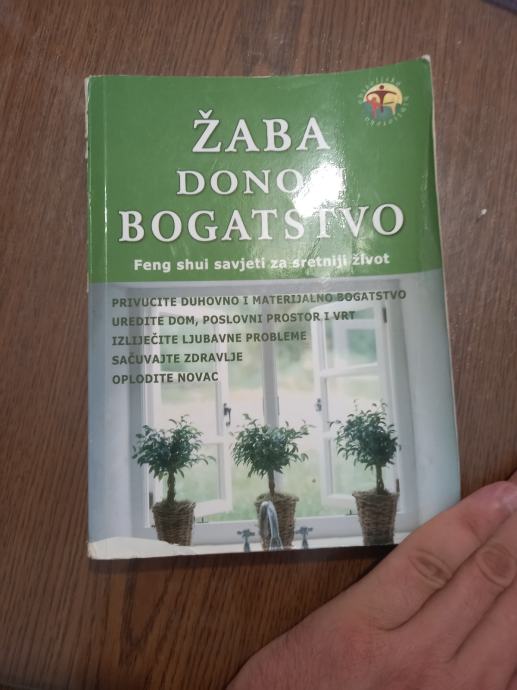 ŽABA
BOGATSTVO
Feng shui savjeti za sretniji život
PRIVUCITE DUHOVNO I MATERIJALNO BOGATSTVO
UREDITE DOM, POSLOVNI PROSTOR I VRT
IZLIJEČITE LJUBAVNE PROBLEME
SAČUVAJTE ZDRAVLJE
OPLODITE NOVAC